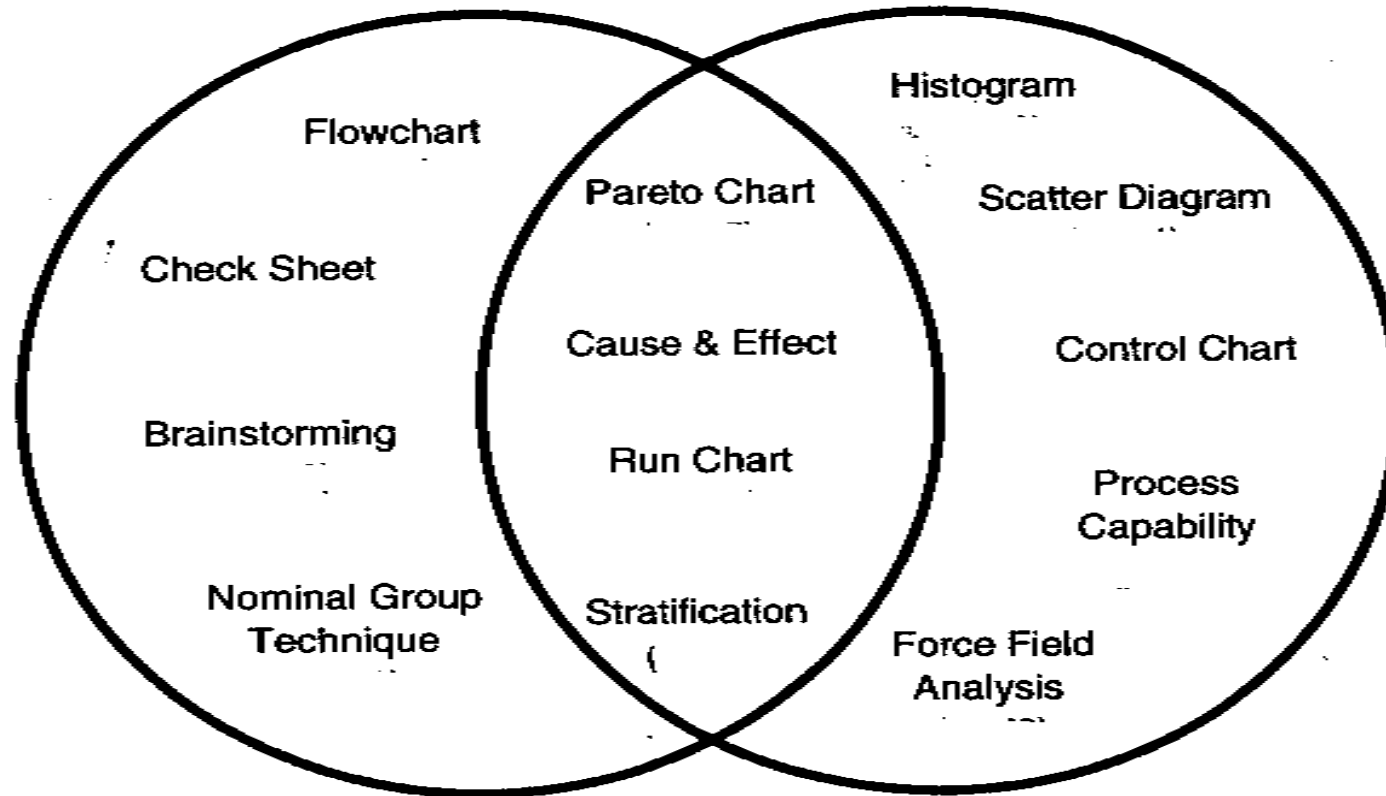 Flowchart
Check Sheet
Brainstorming
Nominal Group
Technique
Pareto Chart
Cause & Effect
Run Chart
Stratification
Histogram
Scatter Diagram
Control Chart
Process
Capability
Force Field
Analysis